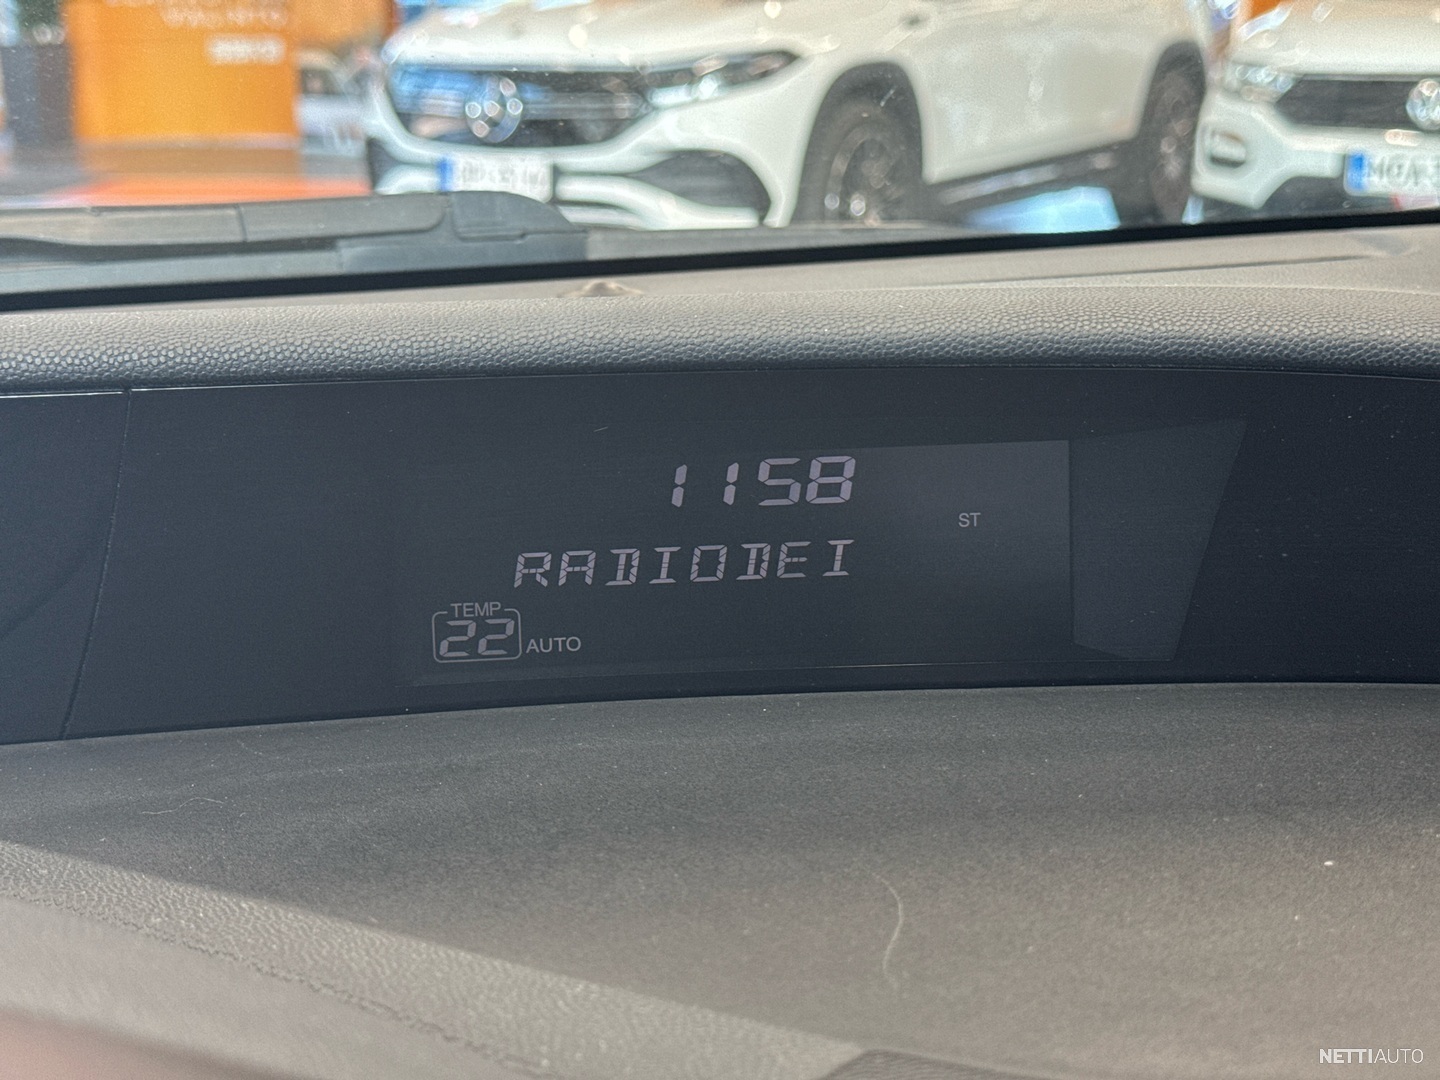 1158
ST
RADIODEI
TEMP
22 AUTO
NETTIAUTO